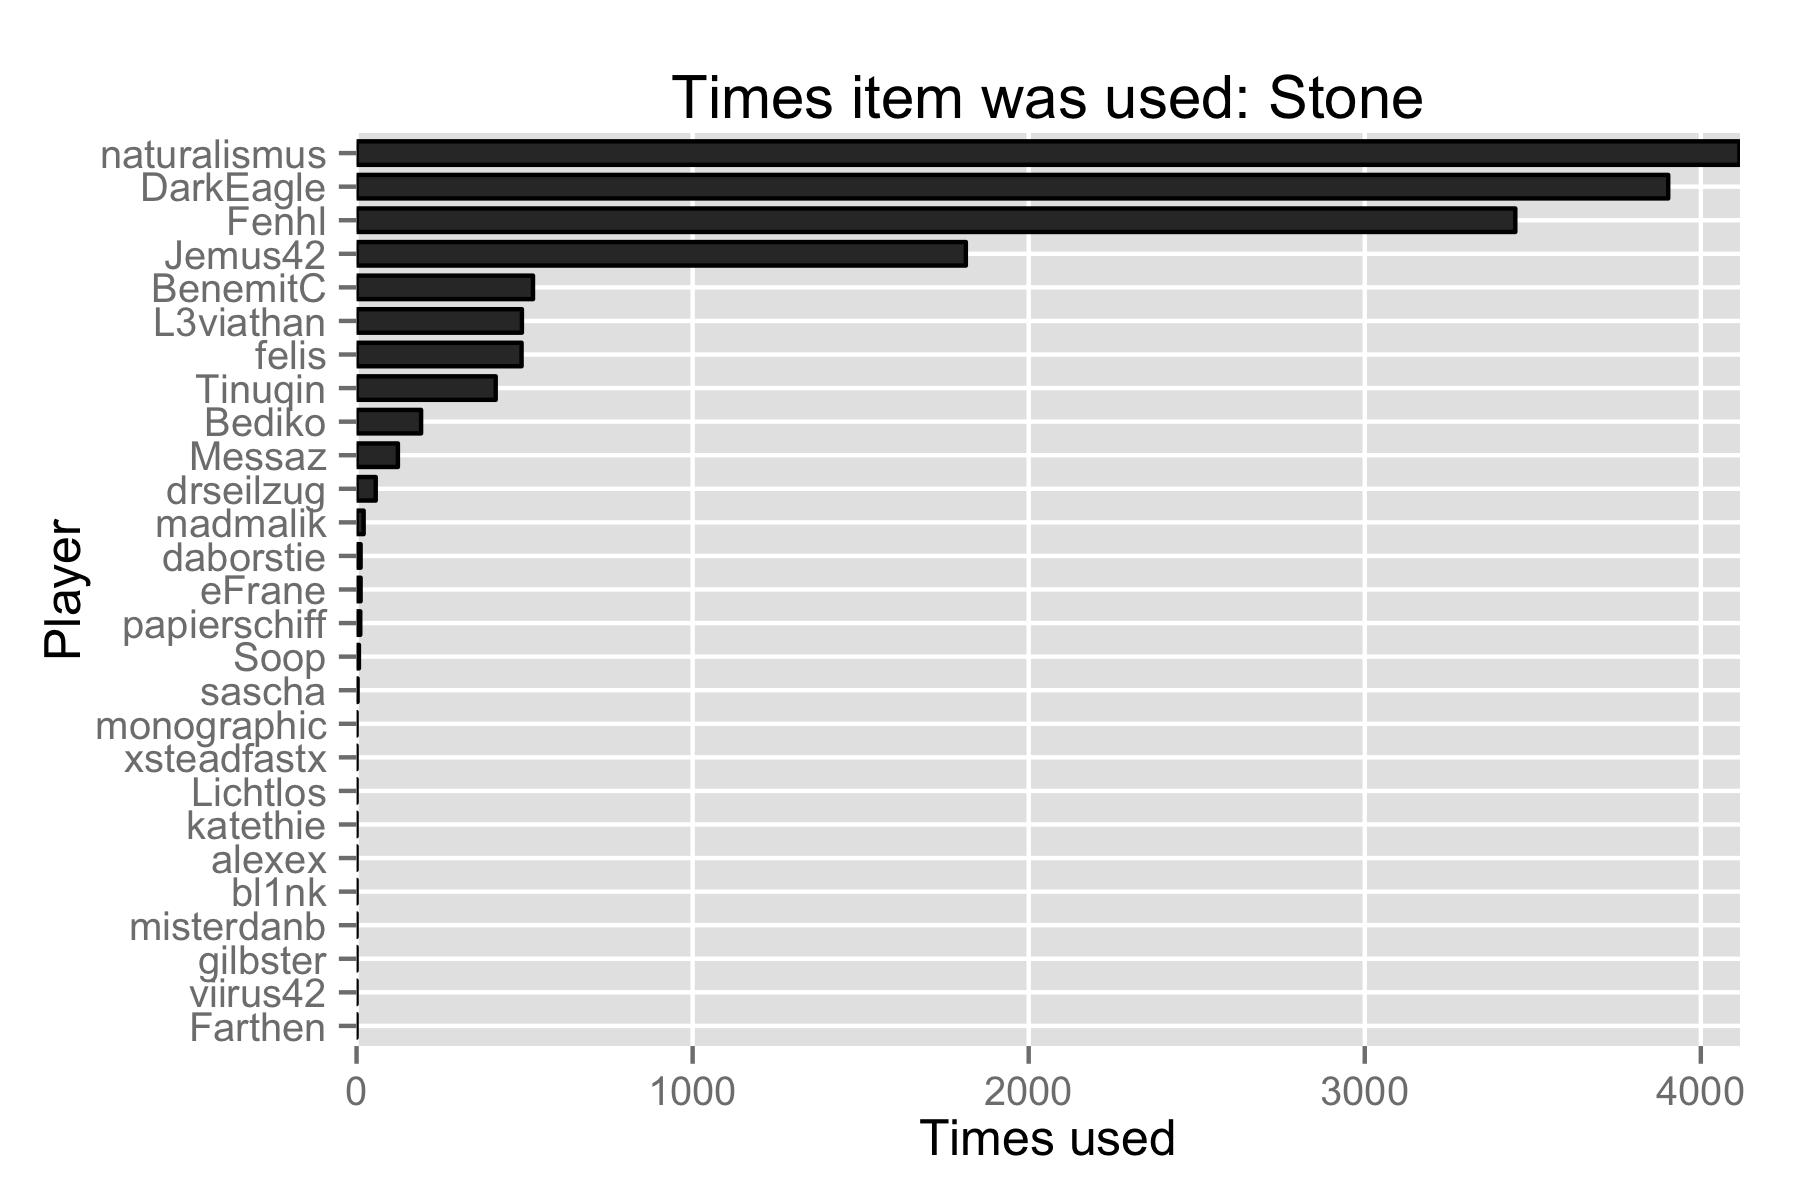 Times item was used: Stone
Player
naturalismus
DarkEagle
Fenhl
Jemus42
BenemitC
L3viathan
felis
Tinuqin
Bediko
Messaz
drseilzug
madmalik
daborstie
eFrane
papierschiff
Soop
sascha
monographic
xsteadfastx
Lichtlos
katethie
alexex
bl1nk
misterdanb
gilbster
viirus42
Farthen
0 1000 2000 3000 4000
Times used